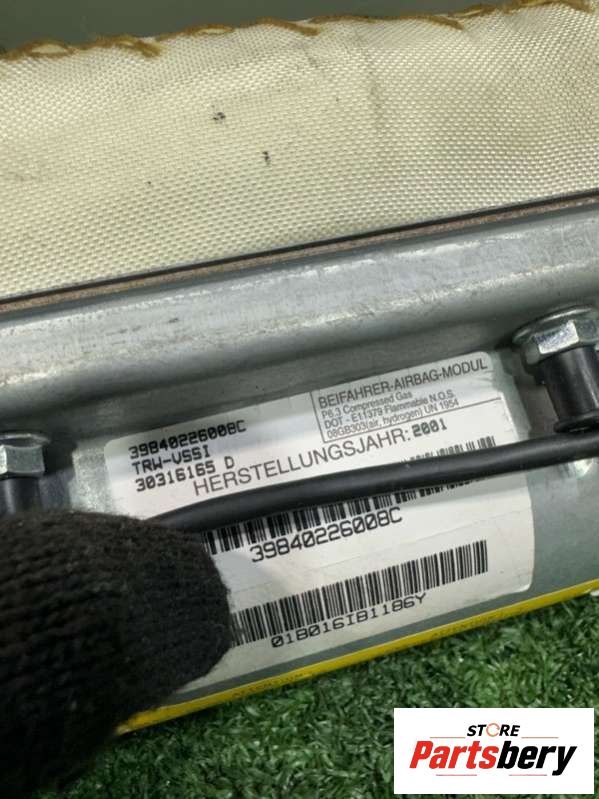 BEIFAHRER-AIRBAG-MODUL
P6.3 Compressed Gas
DOT - E11379 Flammable N.O.S.
08GB303(air, hydrogen) UN 1954
39840226008C
TRW-VSSI
30316165 D
HERSTELLUNGSJAHR: 2001
39840226008C
01B016IB1186Y
STORE
Partsbery